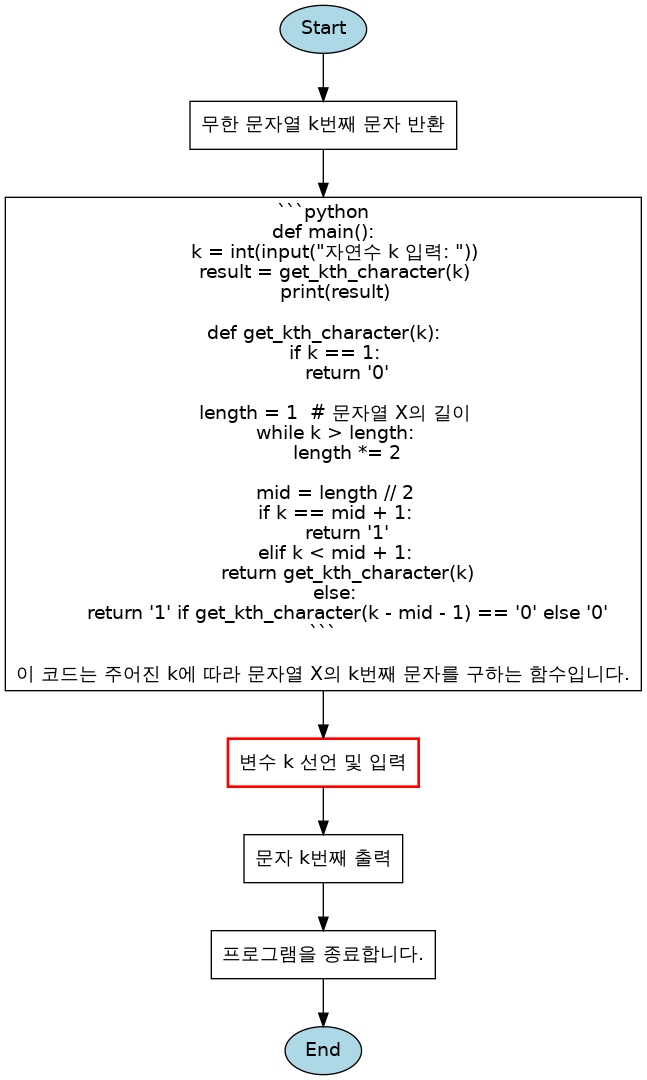 Start
무한 문자열 k번째 문자 반환
```python
def main():
k = int(input("자연수 k 입력: "))
result = get_kth_character(k)
print(result)
def get_kth_character(k):
if k == 1:
return '0'
length = 1  # 문자열 X의 길이
while k > length:
length *= 2
mid = length // 2
if k == mid + 1:
return '1'
elif k < mid + 1:
return get_kth_character(k)
else:
return '1' if get_kth_character(k - mid - 1) == '0' else '0'
```
이 코드는 주어진 k에 따라 문자열 X의 k번째 문자를 구하는 함수입니다.
변수 k 선언 및 입력
문자 k번째 출력
프로그램을 종료합니다.
End